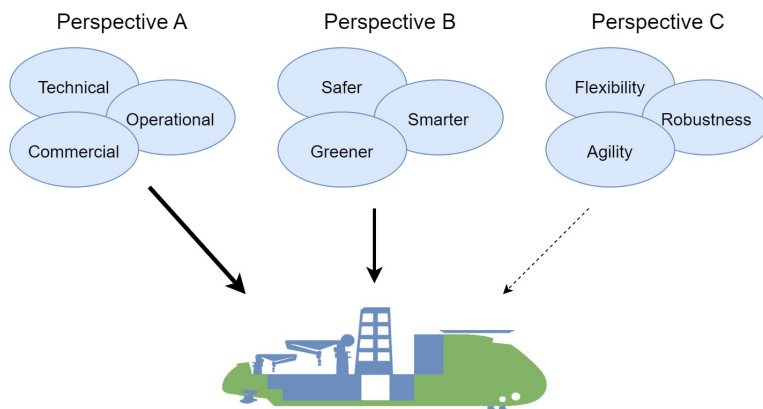 Perspective A
Perspective B
Perspective C
Technical
Operational
Commercial
Safer
Smarter
Greener
Flexibility
Robustness
Agility